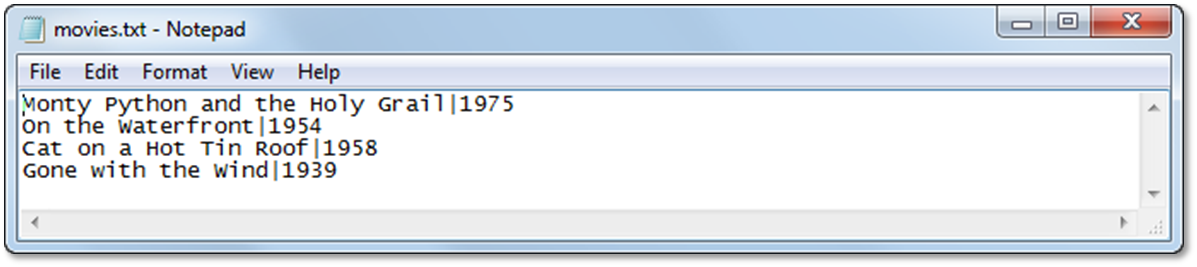 movies.txt - Notepad
File Edit Format View Help
Monty Python and the Holy Grail|1975
On the Waterfront|1954
Cat on a Hot Tin Roof|1958
Gone with the Wind|1939